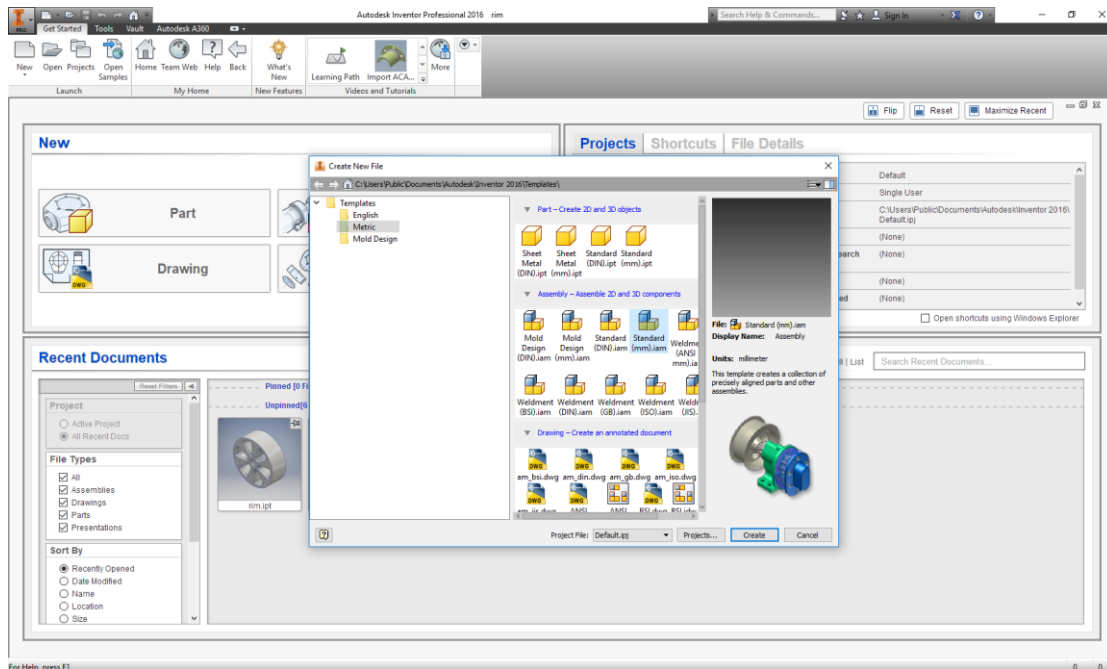 Autodesk Inventor Professional 2016 rim
Search Help & Commands...
Sign In
PRO
Get Started Tools Vault Autodesk A360
New Open Projects Open Samples Home Team Web Help Back What's New Learning Path Import ACA... More
Launch My Home New Features Videos and Tutorials
Flip Reset Maximize Recent
New
Part
Drawing
DWG
Projects Shortcuts File Details
Default
Single User
C:\Users\Public\Documents\Autodesk\Inventor 2016\
Default.ipj
(None)
(None)
(None)
(None)
Open shortcuts using Windows Explorer
Create New File
C:\Users\Public\Documents\Autodesk\Inventor 2016\Templates\
Templates
English
Metric
Mold Design
Part – Create 2D and 3D objects
Sheet Metal (DIN).ipt
Sheet Metal (mm).ipt
Standard (DIN).ipt
Standard (mm).ipt
Assembly – Assemble 2D and 3D components
Mold Design (DIN).iam
Mold Design (mm).iam
Standard (DIN).iam
Standard (mm).iam
Weldment (BSI).iam
Weldment (DIN).iam
Weldment (GB).iam
Weldment (ISO).iam
Drawing – Create an annotated document
am_bsi.dwg am_din.dwg am_gb.dwg am_iso.dwg
File: Standard (mm).iam
Display Name: Assembly
Units: millimeter
This template creates a collection of
precisely aligned parts and other
assemblies.
Project File: Default.ipj Projects... Create Cancel
Recent Documents
List Search Recent Documents...
Reset Filters
Project
Active Project
All Recent Docs
File Types
All
Assemblies
Drawings
Parts
Presentations
Sort By
Recently Opened
Date Modified
Name
Location
Size
Pinned [0 Fi
Unpinned[6
rim.ipt
For Help, press F1
0 0